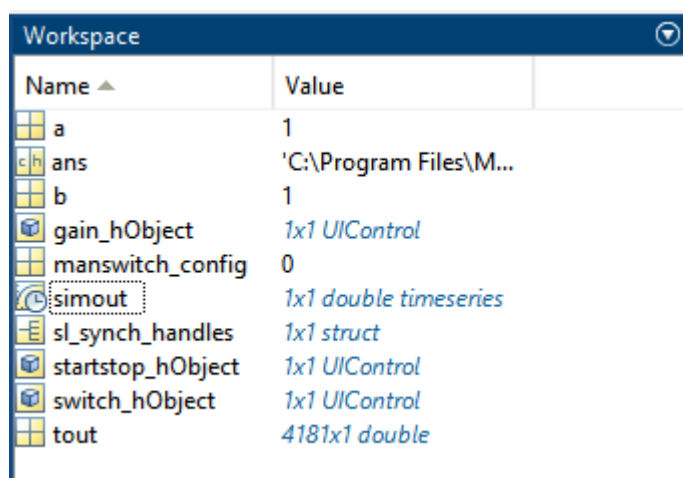 Workspace
Name Value
a 1
ch ans 'C:\Program Files\M...
b 1
gain_hObject 1x1 UIControl
manswitch_config 0
simout 1x1 double timeseries
sl_synch_handles 1x1 struct
startstop_hObject 1x1 UIControl
switch_hObject 1x1 UIControl
tout 4181x1 double